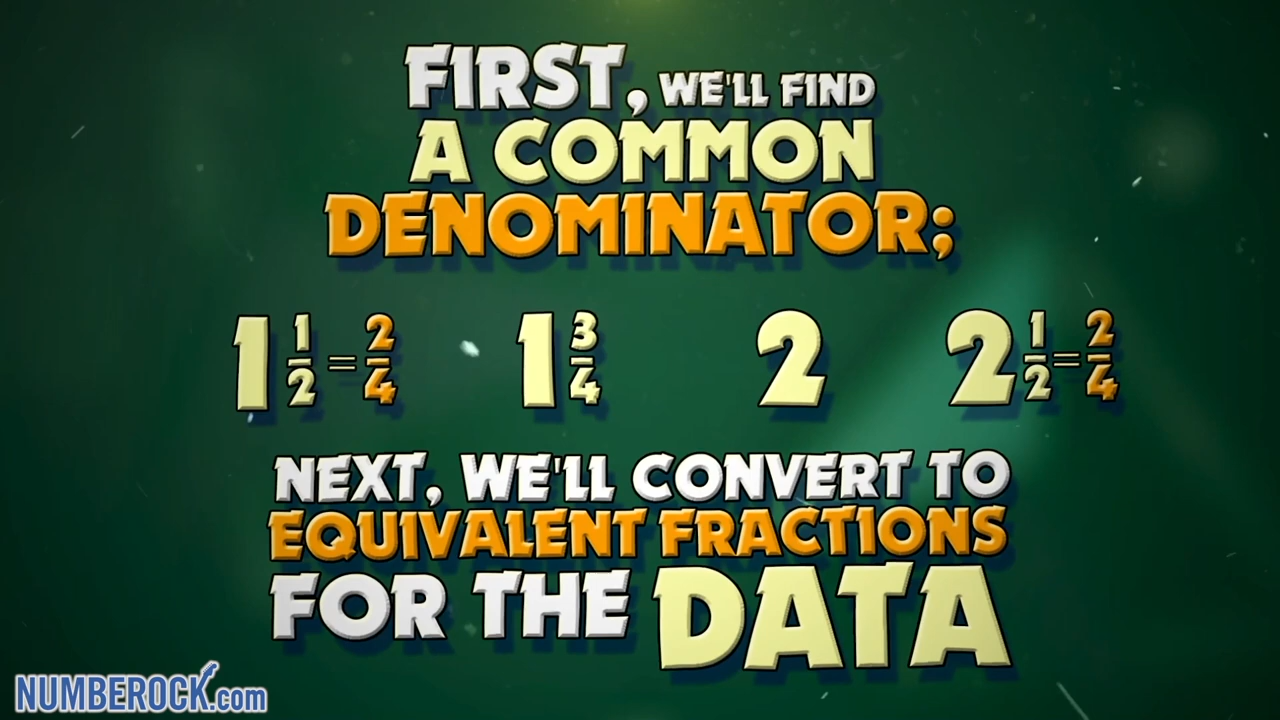 FIRST, WE'LL FIND
A COMMON
DENOMINATOR;
1 1/2 = 2/4 1 3/4 2 2 1/2 = 2/4
NEXT, WE'LL CONVERT TO
EQUIVALENT FRACTIONS
FOR THE DATA
NUMBEROCK.com